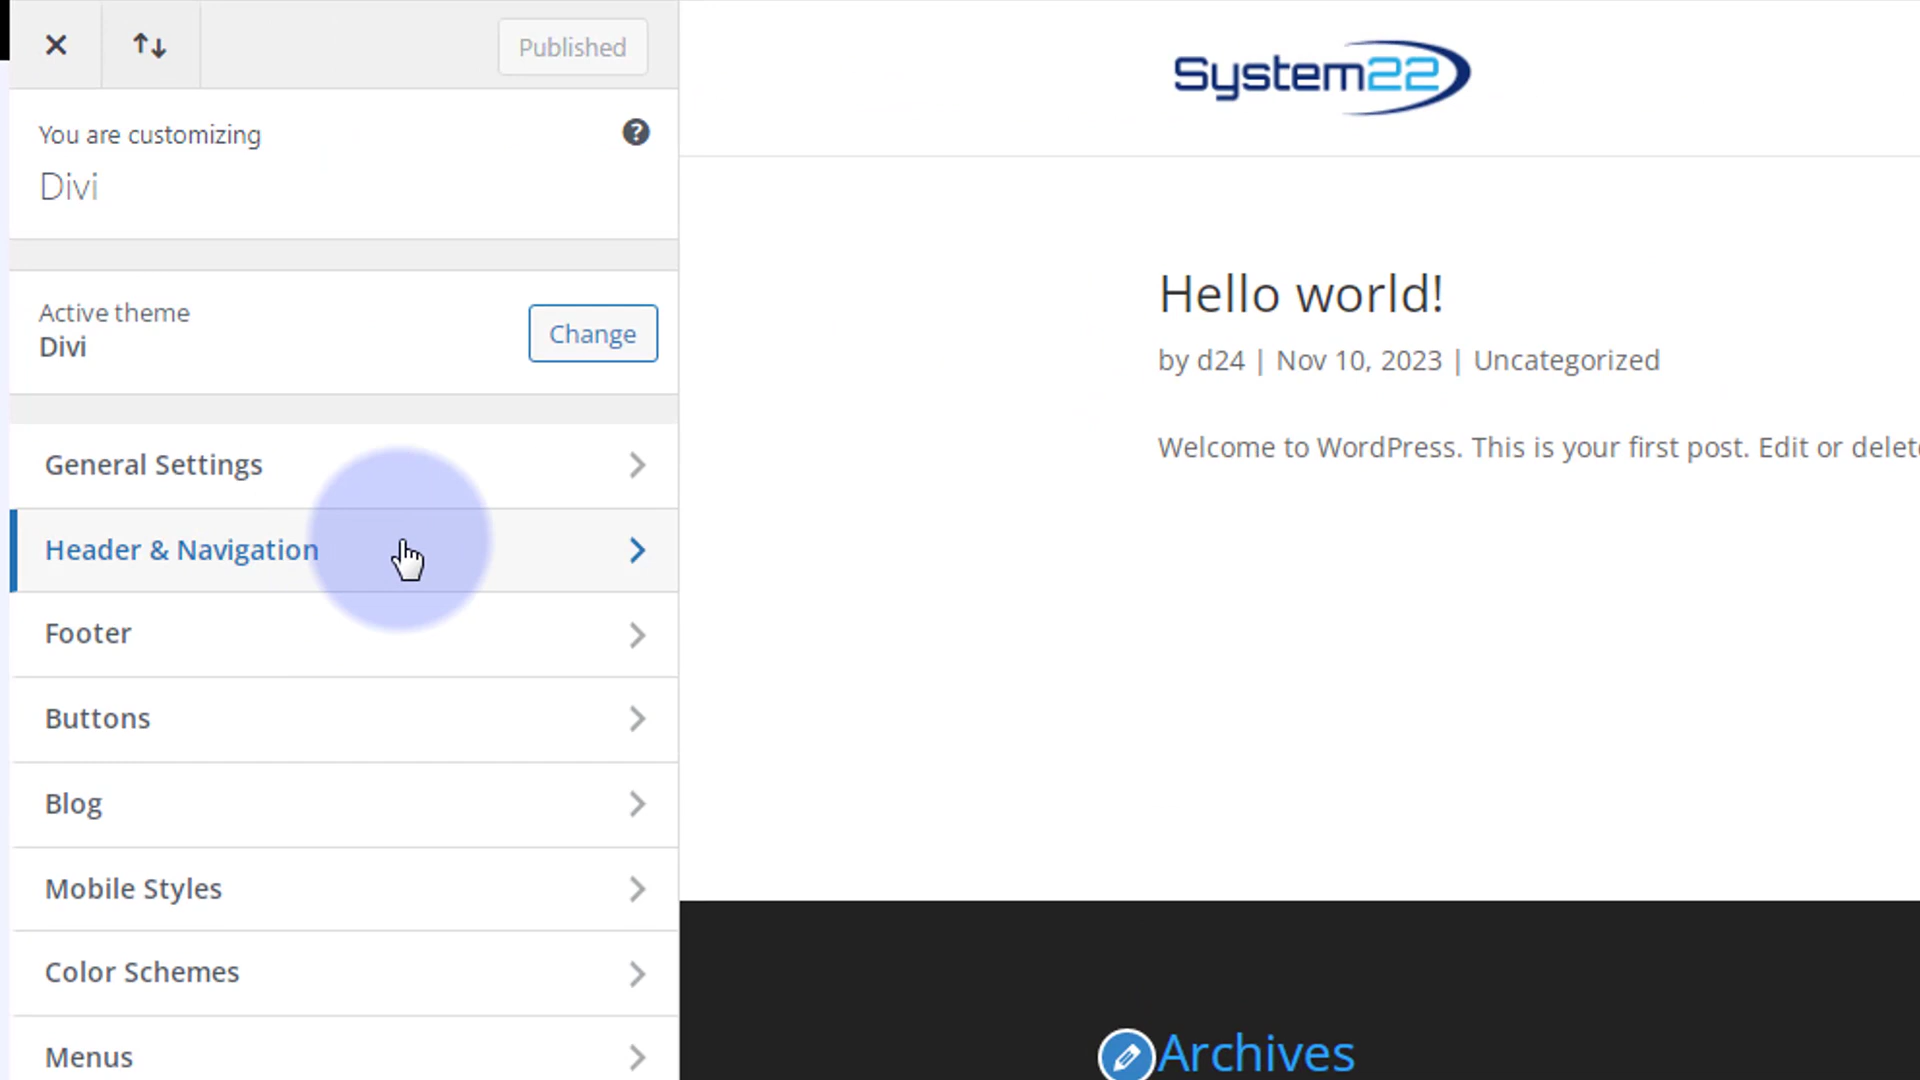 Published
System22
You are customizing
Divi
Active theme
Divi
Change
General Settings
Header & Navigation
Footer
Buttons
Blog
Mobile Styles
Color Schemes
Menus
Hello world!
by d24 | Nov 10, 2023 | Uncategorized
Welcome to WordPress. This is your first post. Edit or
Archives